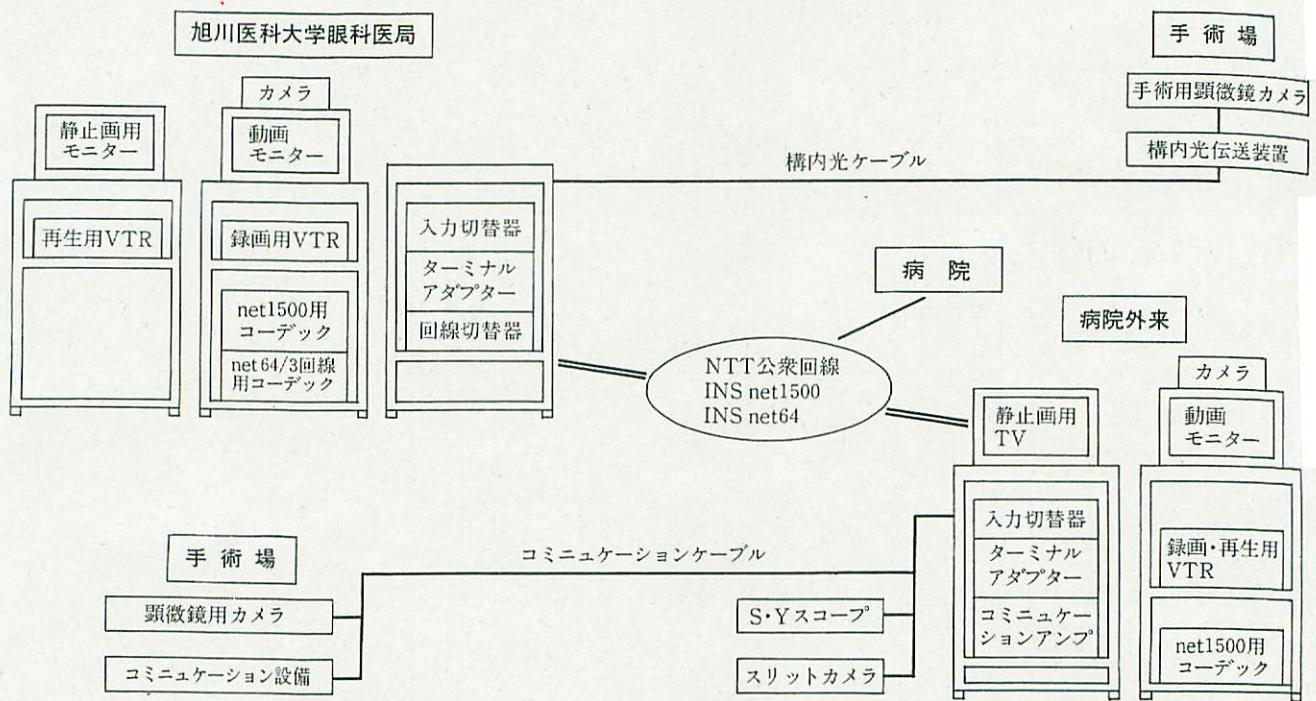 旭川医科大学眼科医局
静止画用
モニター
再生用VTR
カメラ
動画
モニター
録画用VTR
net1500用
コーデック
net64/3回線
用コーデック
入力切替器
ターミナル
アダプター
回線切替器
構内光ケーブル
手術場
手術用顕微鏡カメラ
構内光伝送装置
病院
NTT公衆回線
INS net1500
INS net64
病院外来
静止画用
TV
入力切替器
ターミナル
アダプター
コミニュケー
ションアンプ
カメラ
動画
モニター
録画・再生用
VTR
net1500用
コーデック
手術場
コミニュケーションケーブル
顕微鏡用カメラ
コミニュケーション設備
S・Yスコープ
スリットカメラ